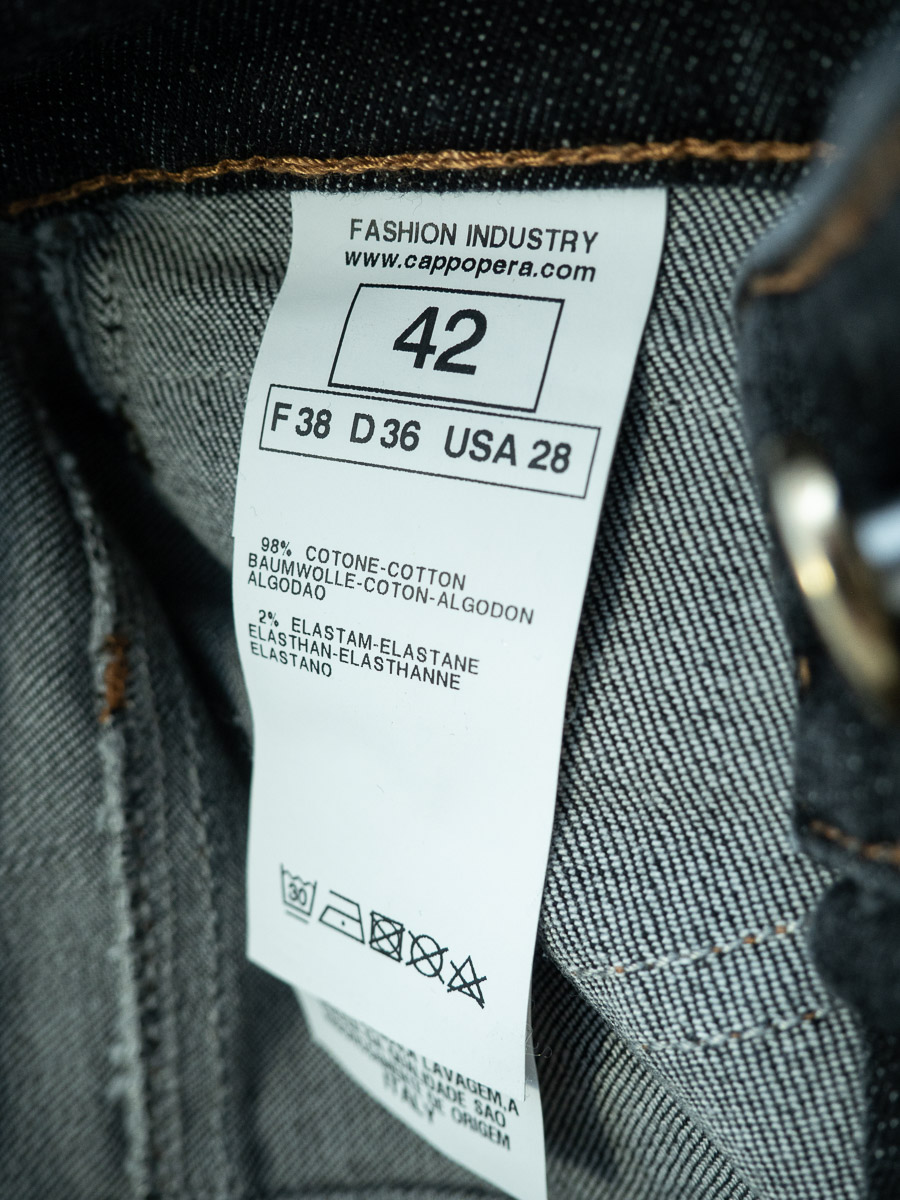 FASHION INDUSTRY
www.cappopera.com
42
F 38 D 36 USA 28
98% COTONE-COTTON
BAUMWOLLE-COTON-ALGODON
ALGODAO
2% ELASTAM-ELASTANE
ELASTHAN-ELASTHANNE
ELASTANO
30
LAVAGEM,A
SAO
DE ORIGEM
ITALY